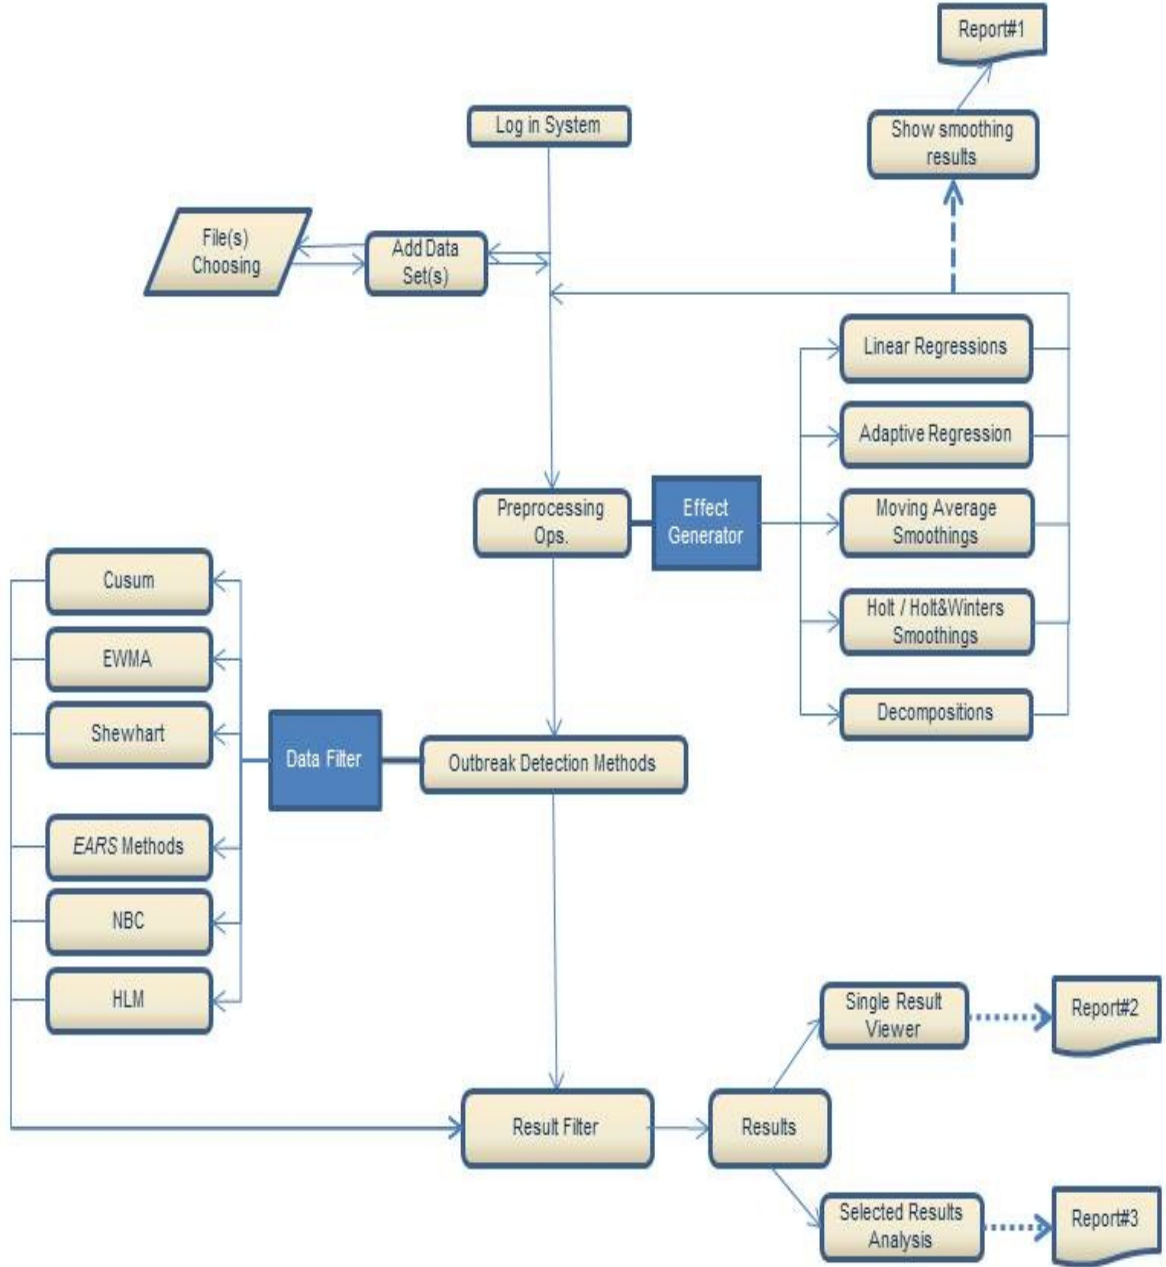 Report#1
Log in System
Show smoothing
results
File(s)
Choosing
Add Data
Set(s)
Linear Regressions
Adaptive Regression
Preprocessing
Ops.
Effect
Generator
Moving Average
Smoothings
Cusum
Holt / Holt&Winters
Smoothings
EWMA
Decompositions
Shewhart
Data Filter
Outbreak Detection Methods
EARS Methods
NBC
HLM
Single Result
Viewer
Report#2
Result Filter
Results
Selected Results
Analysis
Report#3